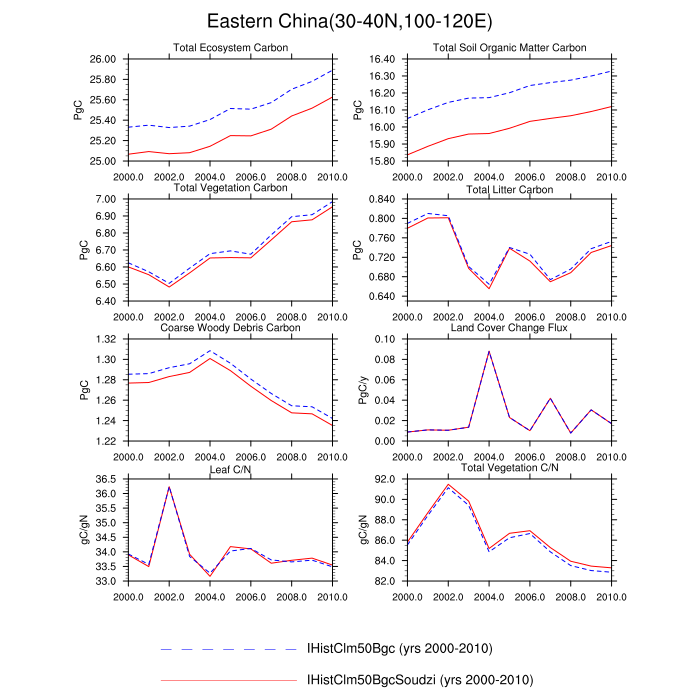 Eastern China(30-40N,100-120E)
Total Ecosystem Carbon
PgC
26.00
25.80
25.60
25.40
25.20
25.00
2000.0 2002.0 2004.0 2006.0 2008.0 2010.0
Total Soil Organic Matter Carbon
PgC
16.40
16.30
16.20
16.10
16.00
15.90
15.80
2000.0 2002.0 2004.0 2006.0 2008.0 2010.0
Total Vegetation Carbon
PgC
7.00
6.90
6.80
6.70
6.60
6.50
6.40
2000.0 2002.0 2004.0 2006.0 2008.0 2010.0
Total Litter Carbon
PgC
0.840
0.800
0.760
0.720
0.680
0.640
2000.0 2002.0 2004.0 2006.0 2008.0 2010.0
Coarse Woody Debris Carbon
PgC
1.32
1.30
1.28
1.26
1.24
1.22
2000.0 2002.0 2004.0 2006.0 2008.0 2010.0
Land Cover Change Flux
PgC/y
0.10
0.08
0.06
0.04
0.02
0.00
2000.0 2002.0 2004.0 2006.0 2008.0 2010.0
Leaf C/N
gC/gN
36.5
36.0
35.5
35.0
34.5
34.0
33.5
33.0
2000.0 2002.0 2004.0 2006.0 2008.0 2010.0
Total Vegetation C/N
gC/gN
92.0
90.0
88.0
86.0
84.0
82.0
2000.0 2002.0 2004.0 2006.0 2008.0 2010.0
IHistClm50Bgc (yrs 2000-2010)
IHistClm50BgcSoudzi (yrs 2000-2010)